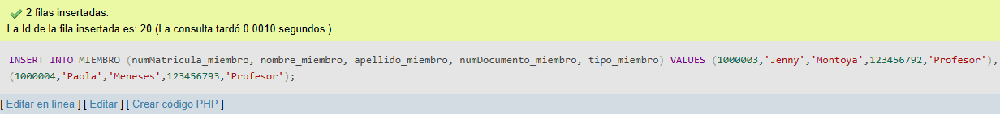 2 filas insertadas.
La Id de la fila insertada es: 20 (La consulta tardó 0.0010 segundos.)
INSERT INTO MIEMBRO (numMatricula_miembro, nombre_miembro, apellido_miembro, numDocumento_miembro, tipo_miembro) VALUES (1000003,'Jenny','Montoya',123456792,'Profesor'),
(1000004,'Paola','Meneses',123456793,'Profesor');
[ Editar en línea ] [ Editar ] [ Crear código PHP ]